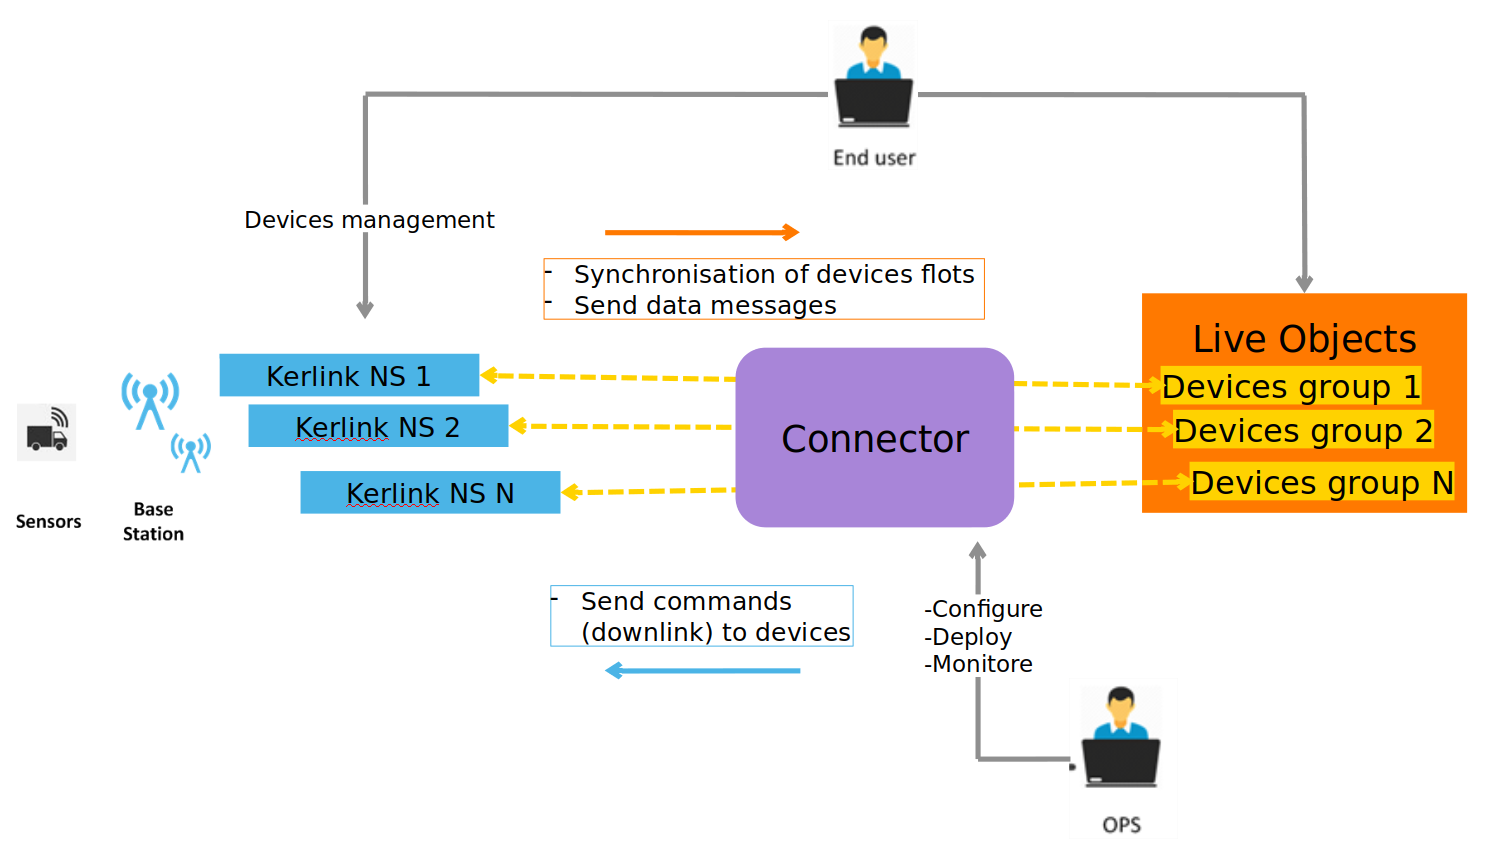 End user
Devices management
- Synchronisation of devices flots
- Send data messages
Live Objects
Kerlink NS 1
Devices group 1
Kerlink NS 2
Connector
Devices group 2
Kerlink NS N
Devices group N
Sensors
Base
Station
- Send commands
(downlink) to devices
-Configure
-Deploy
-Monitore
OPS